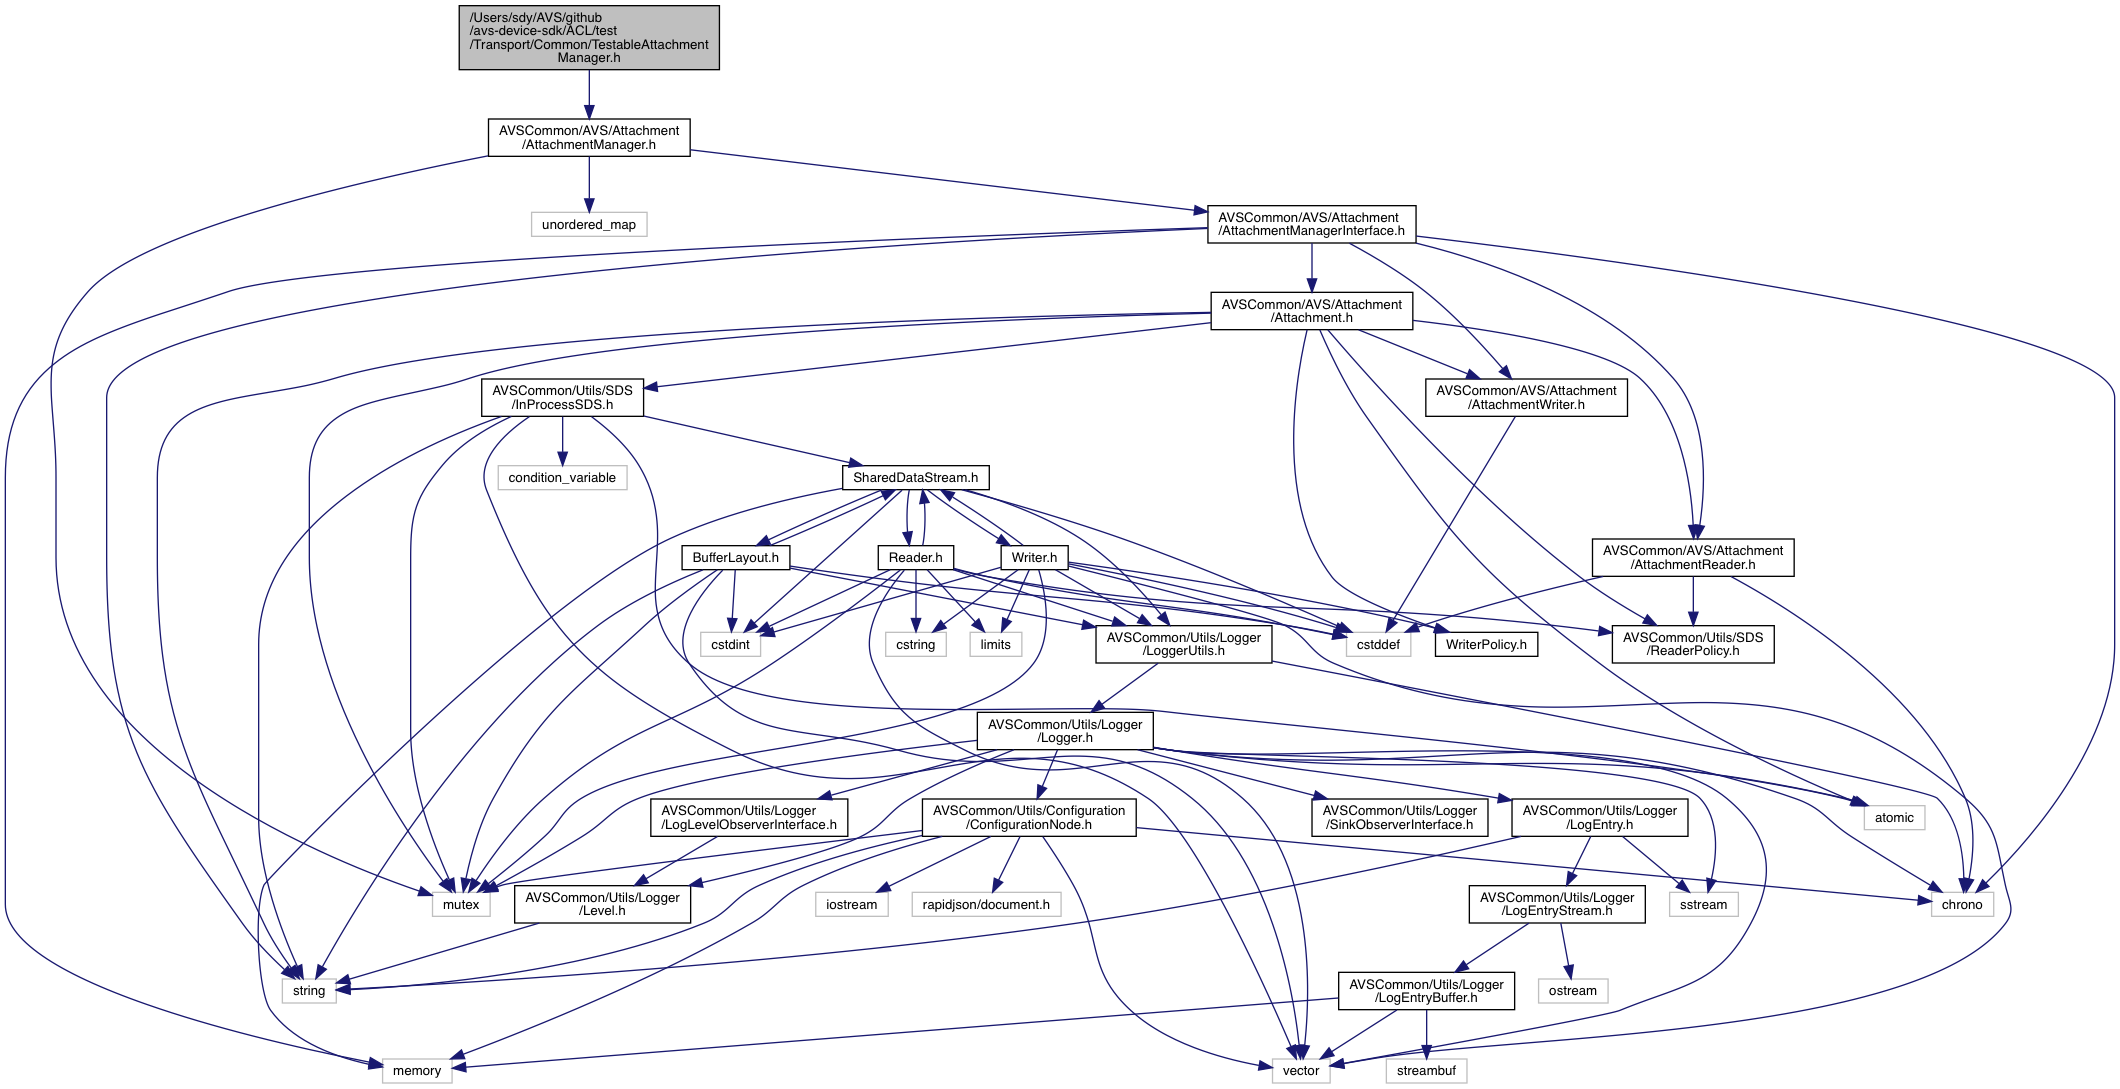 /Users/sdy/AVS/github
/avs-device-sdk/ACL/test
/Transport/Common/TestableAttachment
Manager.h
AVSCommon/AVS/Attachment
/AttachmentManager.h
unordered_map
AVSCommon/AVS/Attachment
/AttachmentManagerInterface.h
AVSCommon/AVS/Attachment
/Attachment.h
AVSCommon/Utils/SDS
/InProcessSDS.h
AVSCommon/AVS/Attachment
/AttachmentWriter.h
condition_variable
SharedDataStream.h
BufferLayout.h
Reader.h
Writer.h
AVSCommon/AVS/Attachment
/AttachmentReader.h
cstdint
cstring
limits
AVSCommon/Utils/Logger
/LoggerUtils.h
cstddef
WriterPolicy.h
AVSCommon/Utils/SDS
/ReaderPolicy.h
AVSCommon/Utils/Logger
/Logger.h
AVSCommon/Utils/Logger
/LogLevelObserverInterface.h
AVSCommon/Utils/Configuration
/ConfigurationNode.h
AVSCommon/Utils/Logger
/SinkObserverInterface.h
AVSCommon/Utils/Logger
/LogEntry.h
atomic
mutex
AVSCommon/Utils/Logger
/Level.h
iostream
rapidjson/document.h
AVSCommon/Utils/Logger
/LogEntryStream.h
sstream
chrono
string
AVSCommon/Utils/Logger
/LogEntryBuffer.h
ostream
memory
vector
streambuf